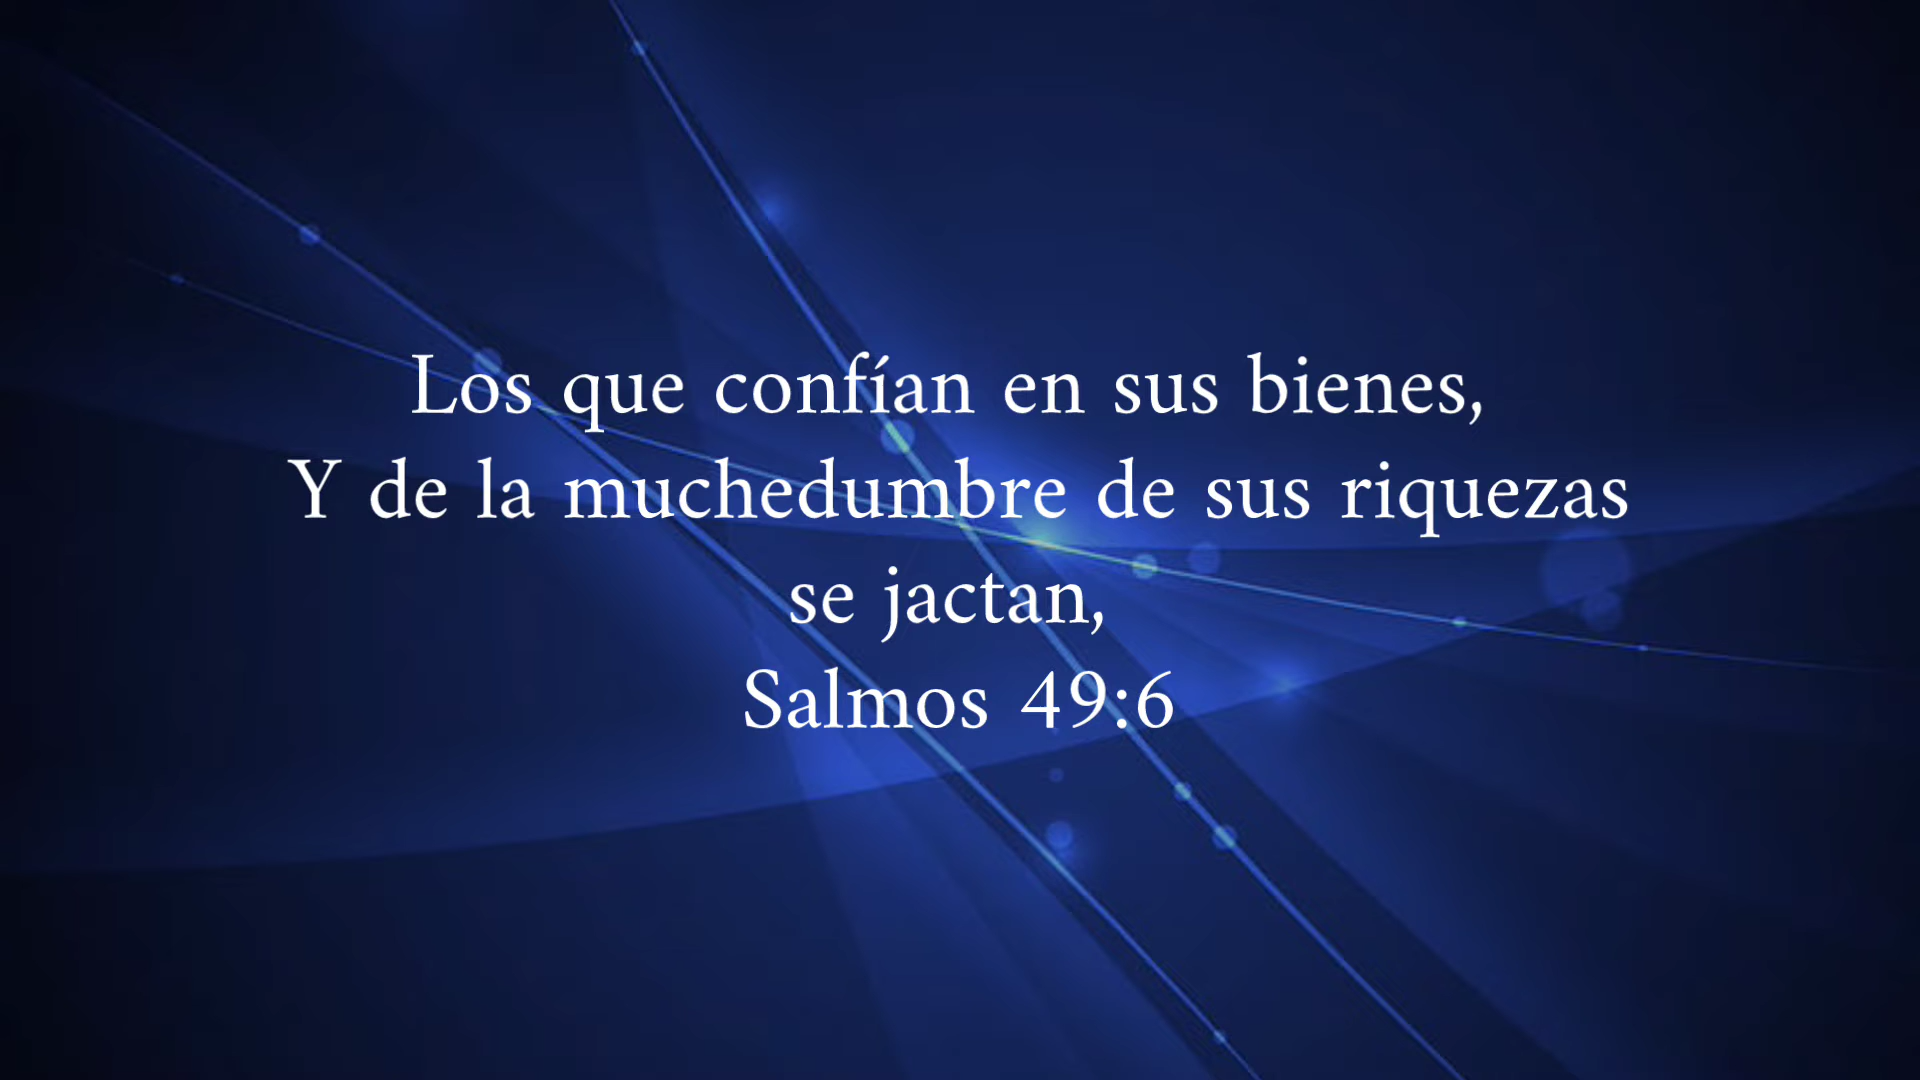 Los que confían en sus bienes,
Y de la muchedumbre de sus riquezas
se jactan,
Salmos 49:6